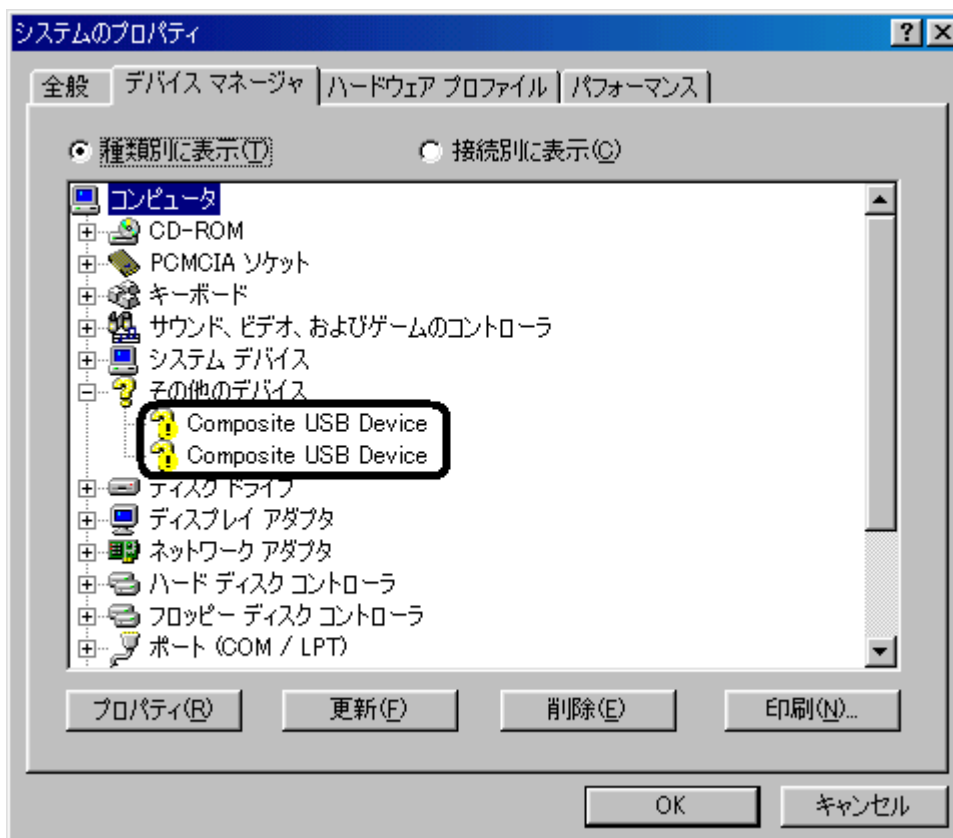 システムのプロパティ
全般 デバイス マネージャ ハードウェア プロファイル パフォーマンス
種類別に表示(T) 接続別に表示(C)
コンピュータ
CD-ROM
PCMCIA ソケット
キーボード
サウンド、ビデオ、およびゲームのコントローラ
システム デバイス
その他のデバイス
Composite USB Device
Composite USB Device
ディスク ドライブ
ディスプレイ アダプタ
ネットワーク アダプタ
ハード ディスク コントローラ
フロッピー ディスク コントローラ
ポート (COM / LPT)
プロパティ(R) 更新(F) 削除(E) 印刷(N)...
OK キャンセル